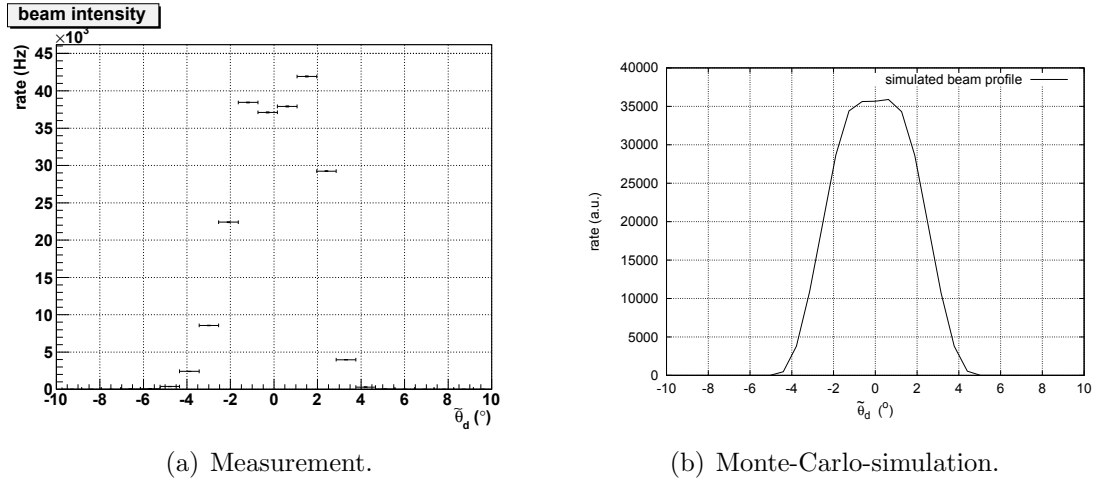 beam intensity
×10³
rate (Hz)
45
40
35
30
25
20
15
10
5
0
-10 -8 -6 -4 -2 0 2 4 6 8 10
θ̃d (°)
(a) Measurement.
simulated beam profile
rate (a.u.)
40000
35000
30000
25000
20000
15000
10000
5000
0
-10 -8 -6 -4 -2 0 2 4 6 8 10
θ̃d (°)
(b) Monte-Carlo-simulation.